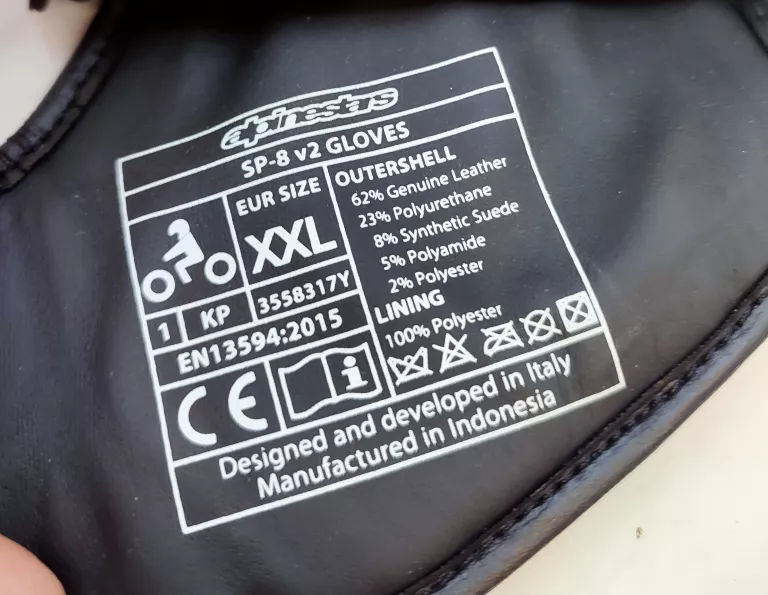 alpinestars
SP-8 v2 GLOVES
EUR SIZE
XXL
1
KP
3558317Y
EN13594:2015
OUTERSHELL
62% Genuine Leather
23% Polyurethane
8% Synthetic Suede
5% Polyamide
2% Polyester
LINING
100% Polyester
CE
i
Designed and developed in Italy
Manufactured in Indonesia